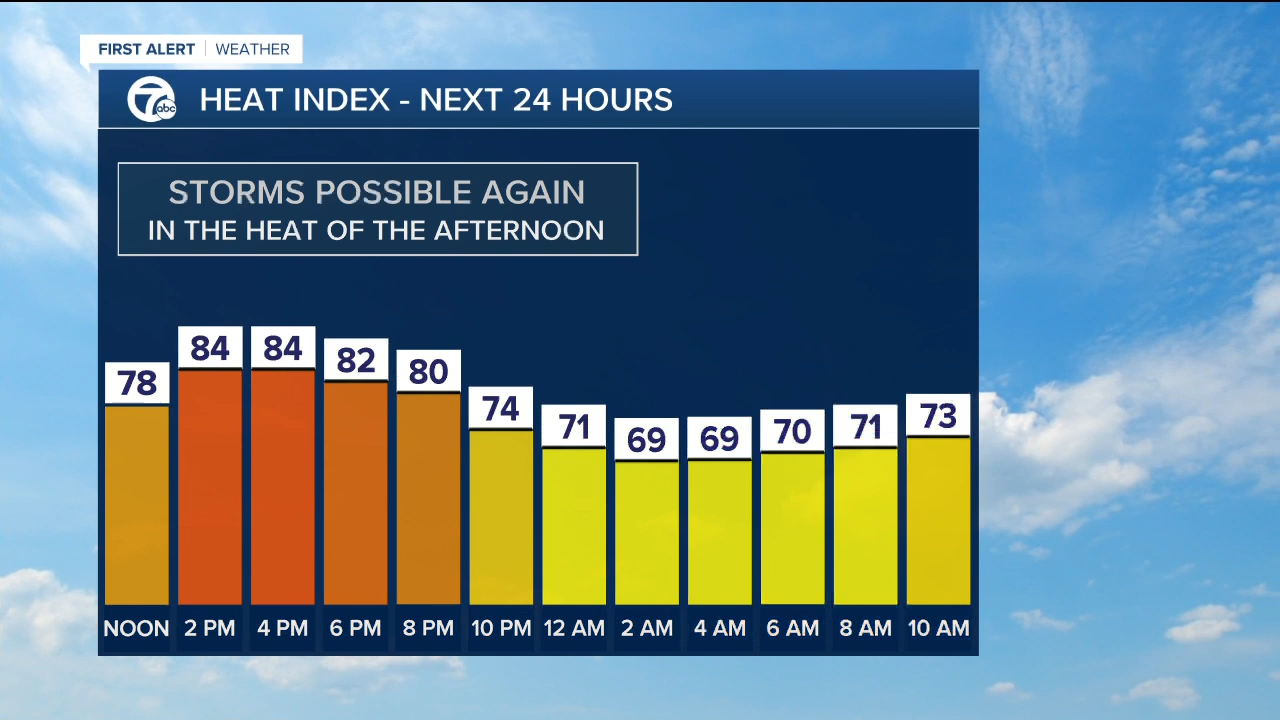 FIRST ALERT | WEATHER
7 abc
HEAT INDEX - NEXT 24 HOURS
STORMS POSSIBLE AGAIN
IN THE HEAT OF THE AFTERNOON
78 84 84 82 80 74 71 69 69 70 71 73
NOON 2 PM 4 PM 6 PM 8 PM 10 PM 12 AM 2 AM 4 AM 6 AM 8 AM 10 AM